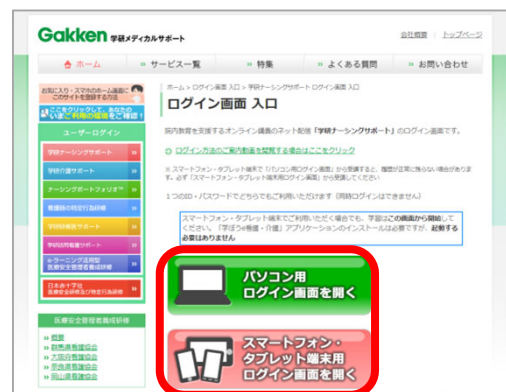 Gakken 学研メディカルサポート
会社概要 トップページ
ホーム
サービス一覧
特集
よくある質問
お問い合わせ
お気に入り・スマホのホーム画面に
このサイトを登録する方法
ここをクリックして、あなたの
いまご利用の環境をご確認!
ホーム > ログイン画面 入口 > 学研ナーシングサポート ログイン画面 入口
ログイン画面 入口
ユーザーログイン
学研ナーシングサポート
学研介護サポート
ナーシングポートフォリオ™
看護師の特定行為研修
学研訪問看護サポート
e-ラーニング活用型
医療安全管理者養成研修
日本赤十字社
医療安全研修及び特定行為研修
医療安全管理者養成研修
概要
群馬県看護協会
大阪府看護協会
奈良県看護協会
岡山県看護協会
院内教育を支援するオンライン講義のネット配信「学研ナーシングサポート」のログイン画面です。
ログイン方法のご案内動画を閲覧する場合はここをクリック
※ スマートフォン・タブレット端末で「パソコン用ログイン画面」から受講すると、履歴が正常に残らない場合がありま
す。必ず「スマートフォン・タブレット端末用ログイン画面」から受講してください
1つのID・パスワードでどちらでもご利用いただけます(同時ログインはできません)
スマートフォン・タブレット端末でご利用いただく場合でも、学習はこの画面から開始して
ください。「学ぼうe看護・介護」アプリケーションのインストールは必要ですが、起動する
必要はありません
パソコン用
ログイン画面を開く
スマートフォン・
タブレット端末用
ログイン画面を開く